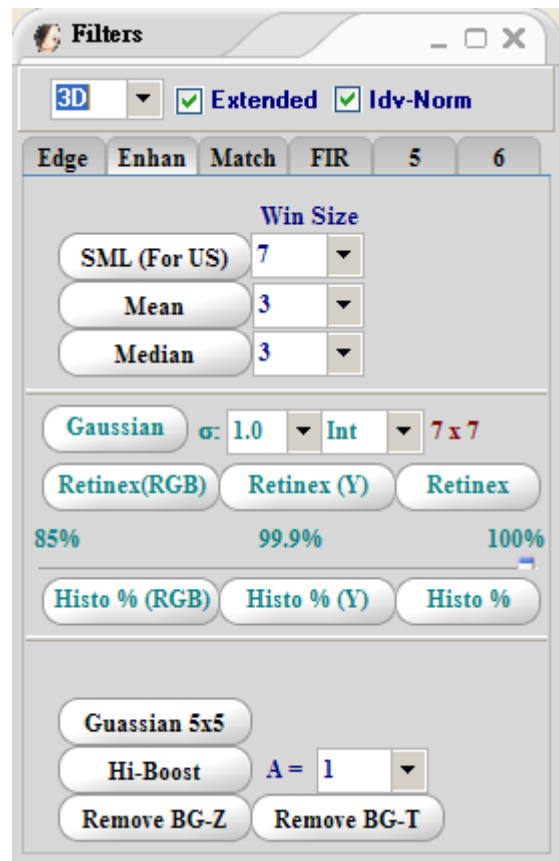 Filters
3D Extended Idv-Norm
Edge Enhan Match FIR 5 6
Win Size
SML (For US) 7
Mean 3
Median 3
Gaussian σ: 1.0 Int 7 x 7
Retinex(RGB) Retinex (Y) Retinex
85% 99.9% 100%
Histo % (RGB) Histo % (Y) Histo %
Guassian 5x5
Hi-Boost A = 1
Remove BG-Z Remove BG-T